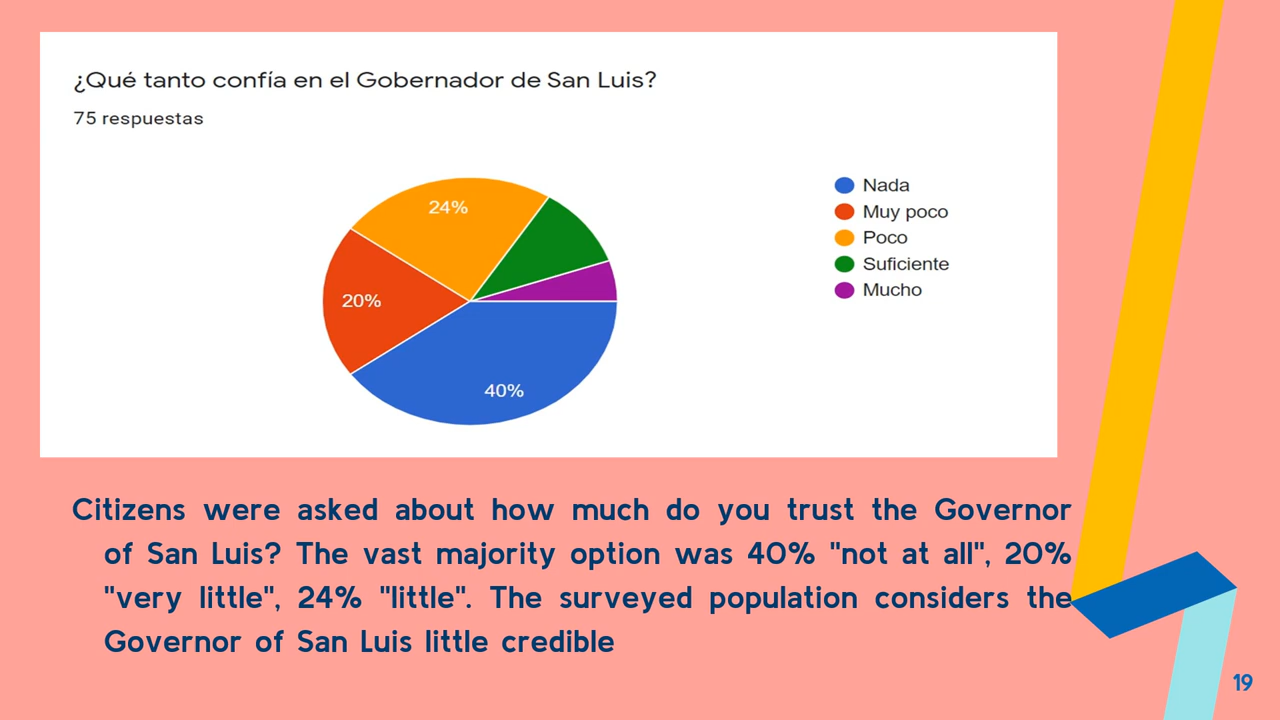 ¿Qué tanto confía en el Gobernador de San Luis?
75 respuestas
24%
20%
40%
Nada
Muy poco
Poco
Suficiente
Mucho
Citizens were asked about how much do you trust the Governor
of San Luis? The vast majority option was 40% "not at all", 20%
"very little", 24% "little". The surveyed population considers the
Governor of San Luis little credible
19